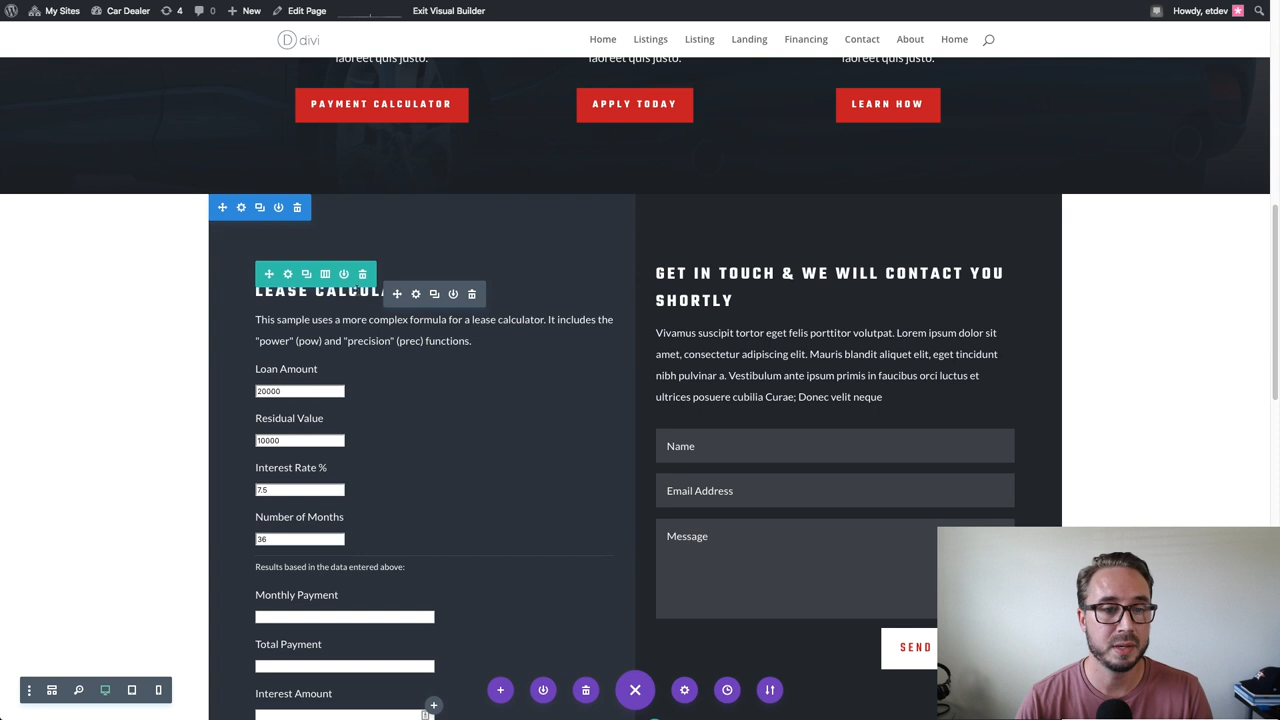 My Sites
Car Dealer
4
0
New
Edit Page
Exit Visual Builder
Howdy, etdev
D divi
Home
Listings
Listing
Landing
Financing
Contact
About
Home
laoreet quis justo.
laoreet quis justo.
laoreet quis justo.
PAYMENT CALCULATOR
APPLY TODAY
LEARN HOW
LEASE CALCUL
This sample uses a more complex formula for a lease calculator. It includes the
"power" (pow) and "precision" (prec) functions.
Loan Amount
20000
Residual Value
10000
Interest Rate %
7.5
Number of Months
36
Results based in the data entered above:
Monthly Payment
Total Payment
Interest Amount
GET IN TOUCH & WE WILL CONTACT YOU
SHORTLY
Vivamus suscipit tortor eget felis porttitor volutpat. Lorem ipsum dolor sit
amet, consectetur adipiscing elit. Mauris blandit aliquet elit, eget tincidunt
nibh pulvinar a. Vestibulum ante ipsum primis in faucibus orci luctus et
ultrices posuere cubilia Curae; Donec velit neque
Name
Email Address
Message
SEND